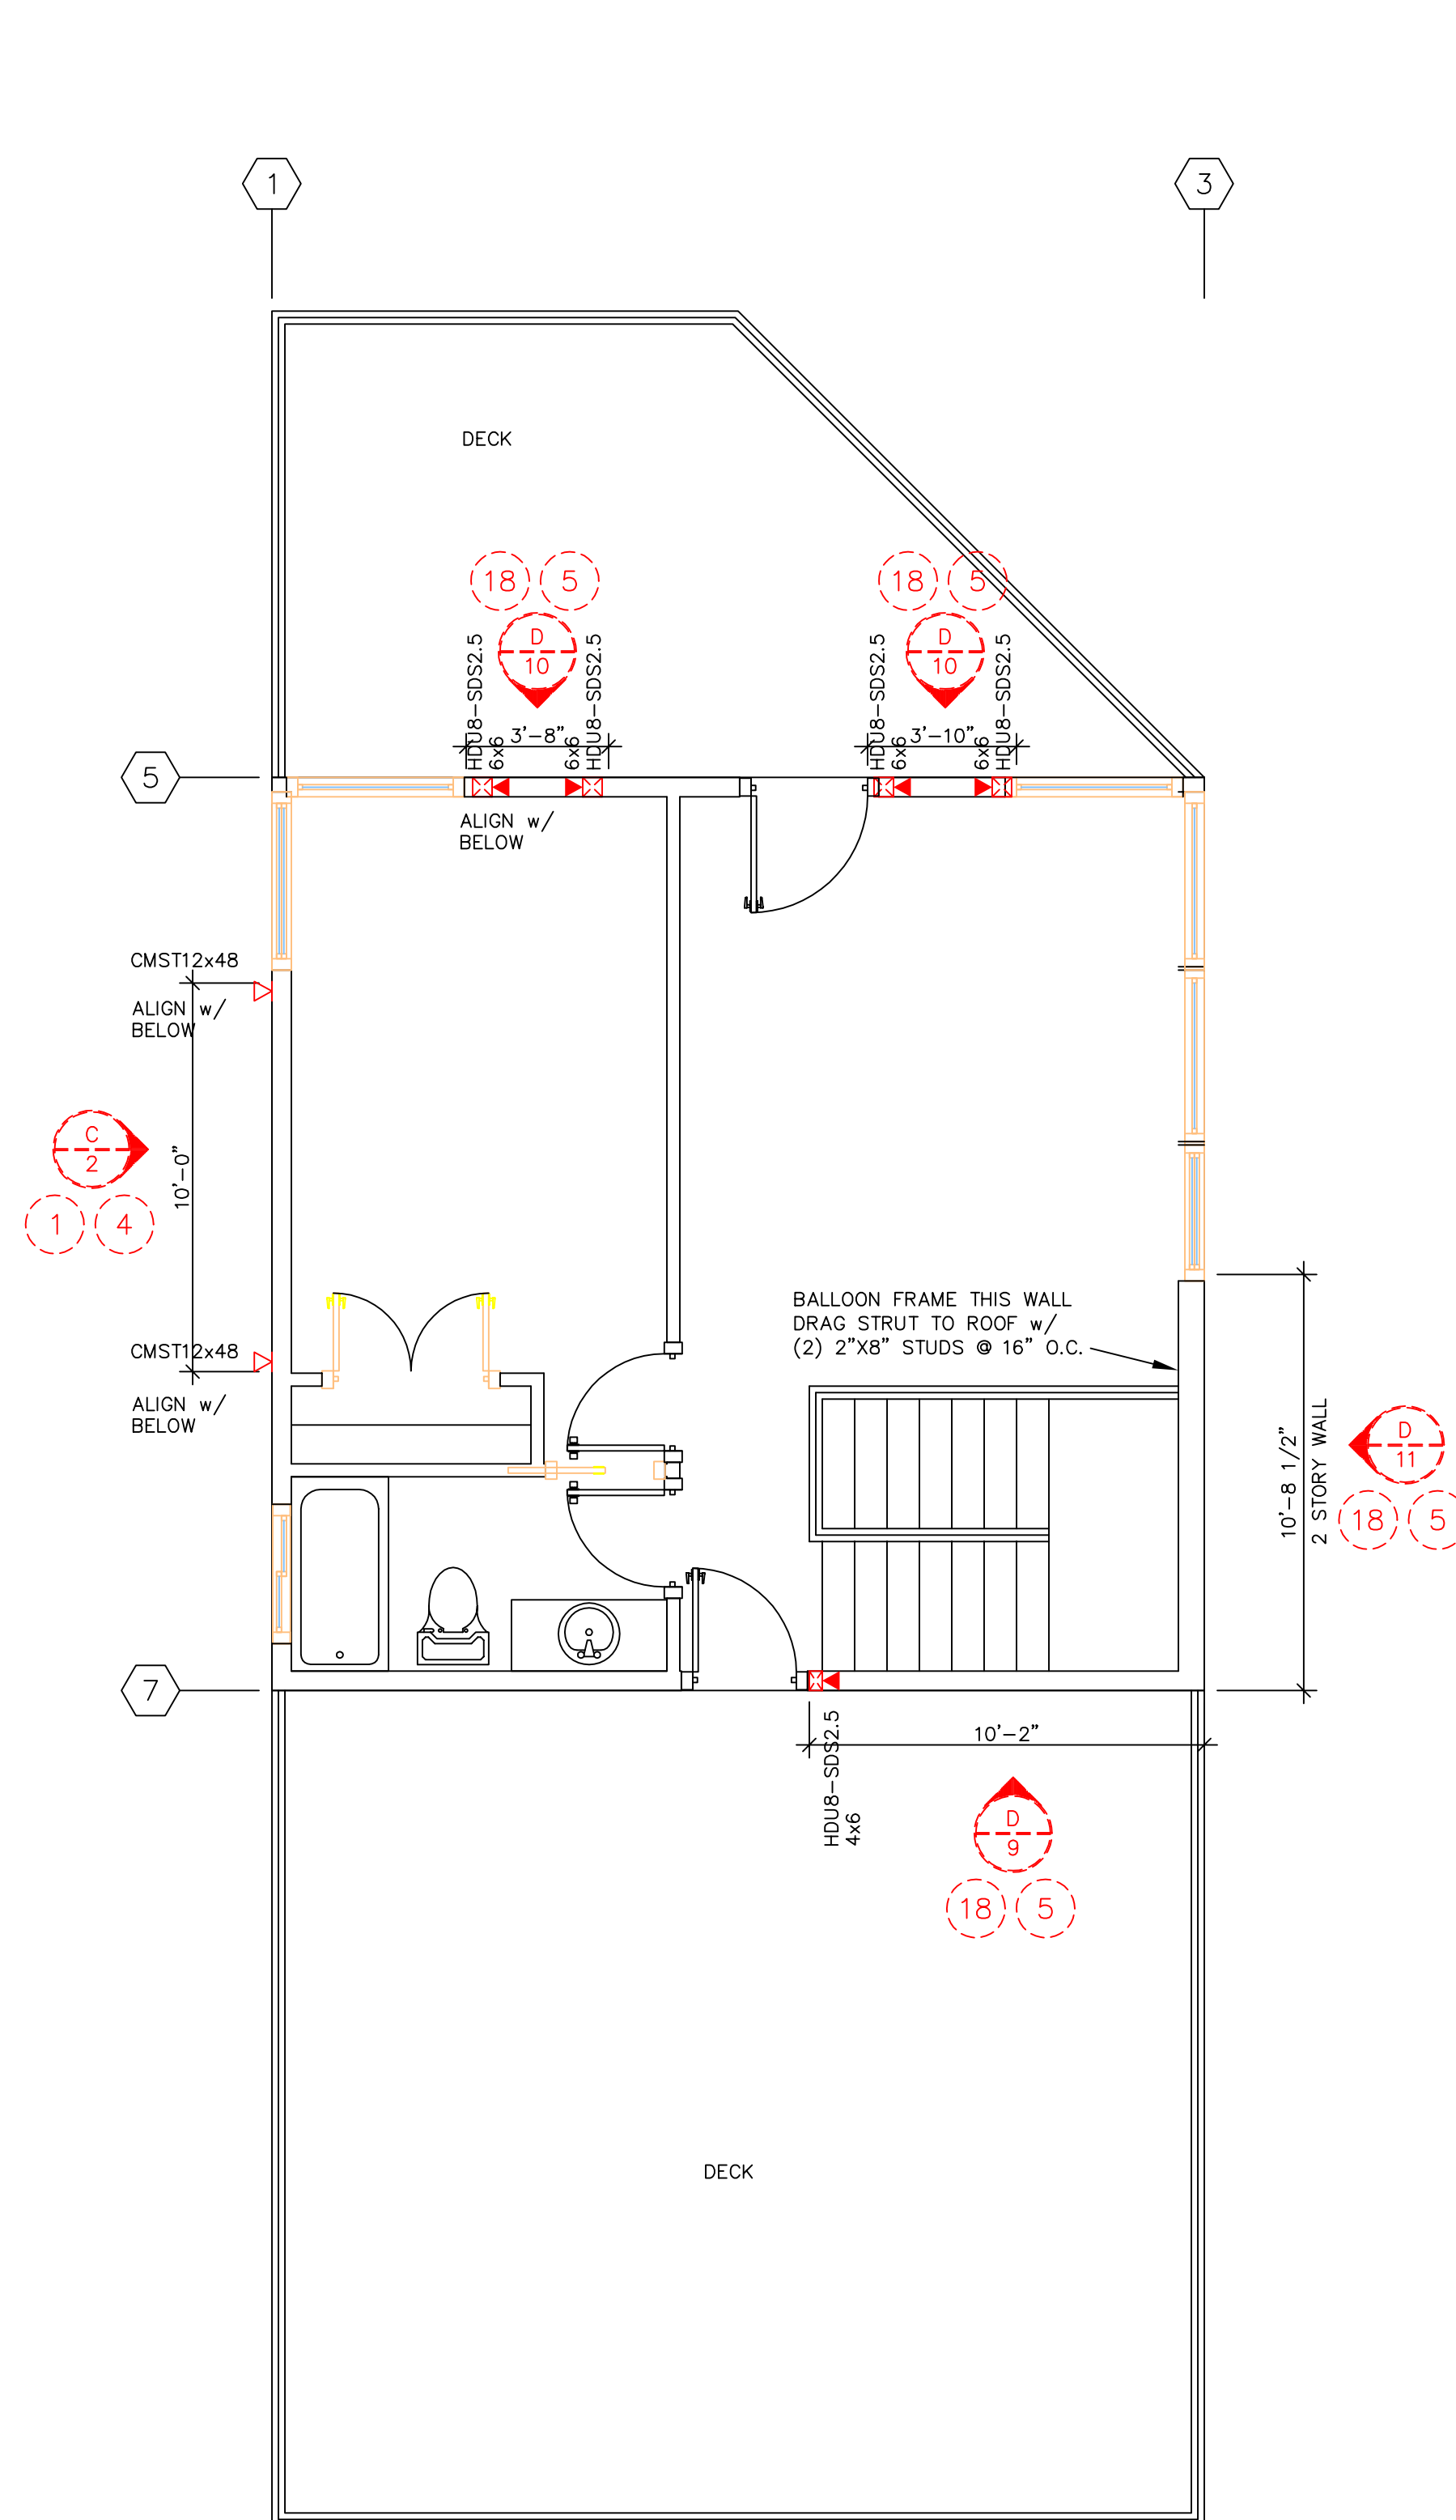 1
3
DECK
18
5
18
5
D
10
D
10
HDU8-SDS2.5
6x6
3'-8"
6x6
HDU8-SDS2.5
HDU8-SDS2.5
6x6
3'-10"
6x6
HDU8-SDS2.5
5
ALIGN w/
BELOW
CMST12x48
ALIGN w/
BELOW
C
2
1
4
10'-0"
BALLOON FRAME THIS WALL
DRAG STRUT TO ROOF w/
(2) 2"X8" STUDS @ 16" O.C.
CMST12x48
ALIGN w/
BELOW
10'-8 1/2"
2 STORY WALL
D
11
18
5
7
10'-2"
HDU8-SDS2.5
4x6
D
9
18
5
DECK